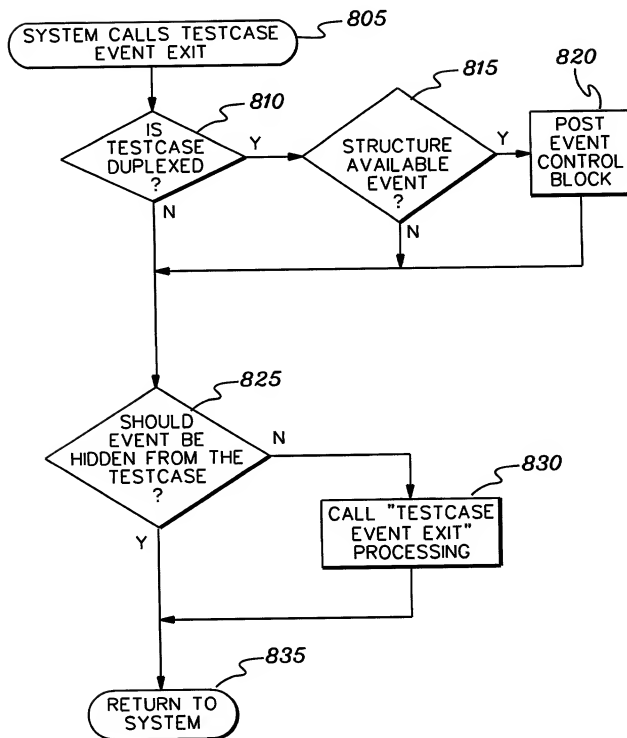 SYSTEM CALLS TESTCASE
EVENT EXIT
805
IS
TESTCASE
DUPLEXED
?
810
Y
N
STRUCTURE
AVAILABLE
EVENT
?
815
Y
N
POST
EVENT
CONTROL
BLOCK
820
SHOULD
EVENT BE
HIDDEN FROM THE
TESTCASE
?
825
N
Y
CALL "TESTCASE
EVENT EXIT"
PROCESSING
830
RETURN TO
SYSTEM
835